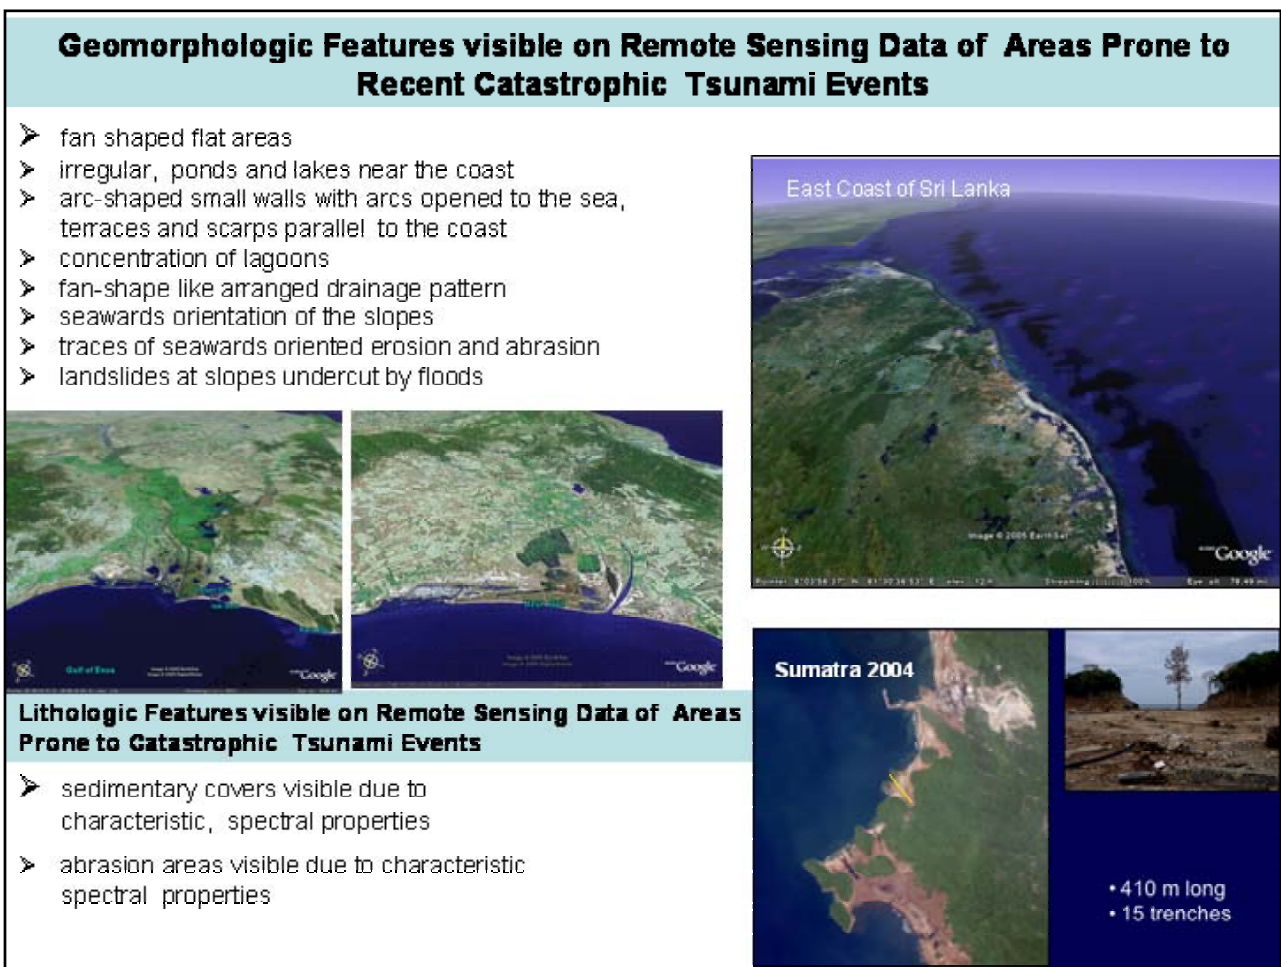 Geomorphologic Features visible on Remote Sensing Data of Areas Prone to
Recent Catastrophic Tsunami Events
➢ fan shaped flat areas
➢ irregular, ponds and lakes near the coast
➢ arc-shaped small walls with arcs opened to the sea,
terraces and scarps parallel to the coast
➢ concentration of lagoons
➢ fan-shape like arranged drainage pattern
➢ seawards orientation of the slopes
➢ traces of seawards oriented erosion and abrasion
➢ landslides at slopes undercut by floods
East Coast of Sri Lanka
Image © 2005 EarthSat
Google
Streaming 100%
Gulf of Enos
Google
Google
Lithologic Features visible on Remote Sensing Data of Areas
Prone to Catastrophic Tsunami Events
➢ sedimentary covers visible due to
characteristic, spectral properties
➢ abrasion areas visible due to characteristic
spectral properties
Sumatra 2004
• 410 m long
• 15 trenches